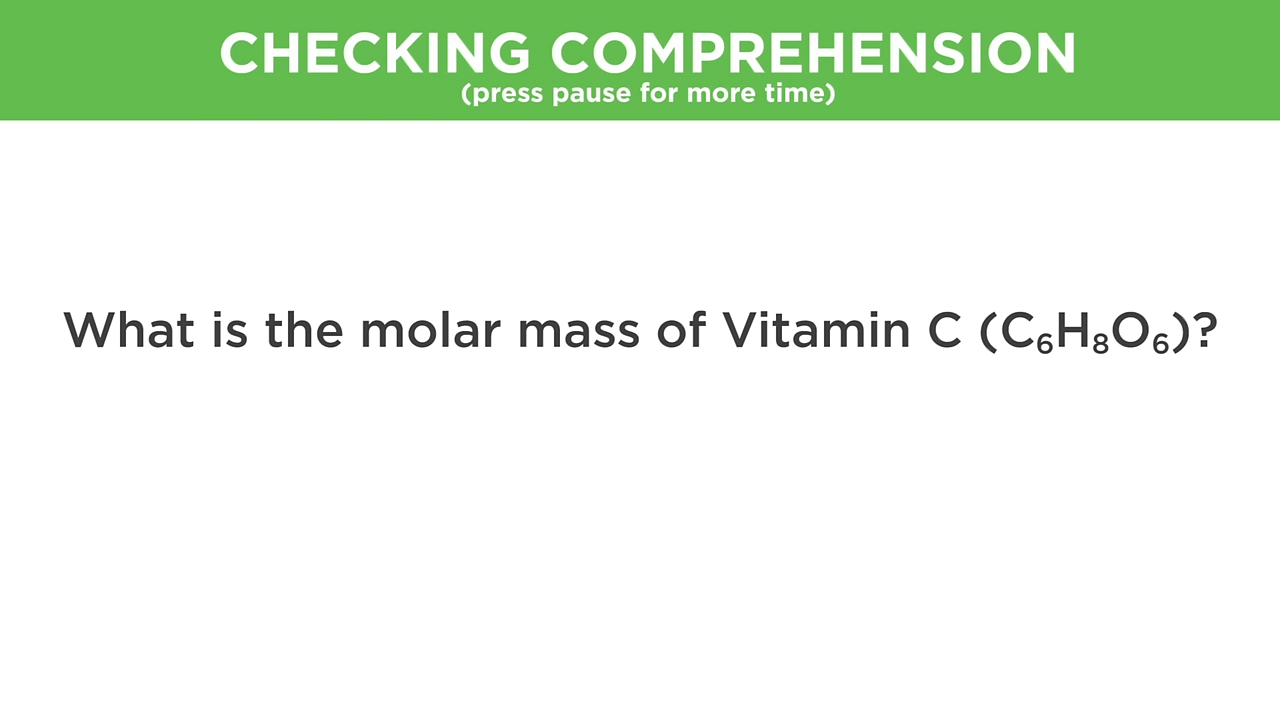 CHECKING COMPREHENSION
(press pause for more time)
What is the molar mass of Vitamin C (C₆H₈O₆)?